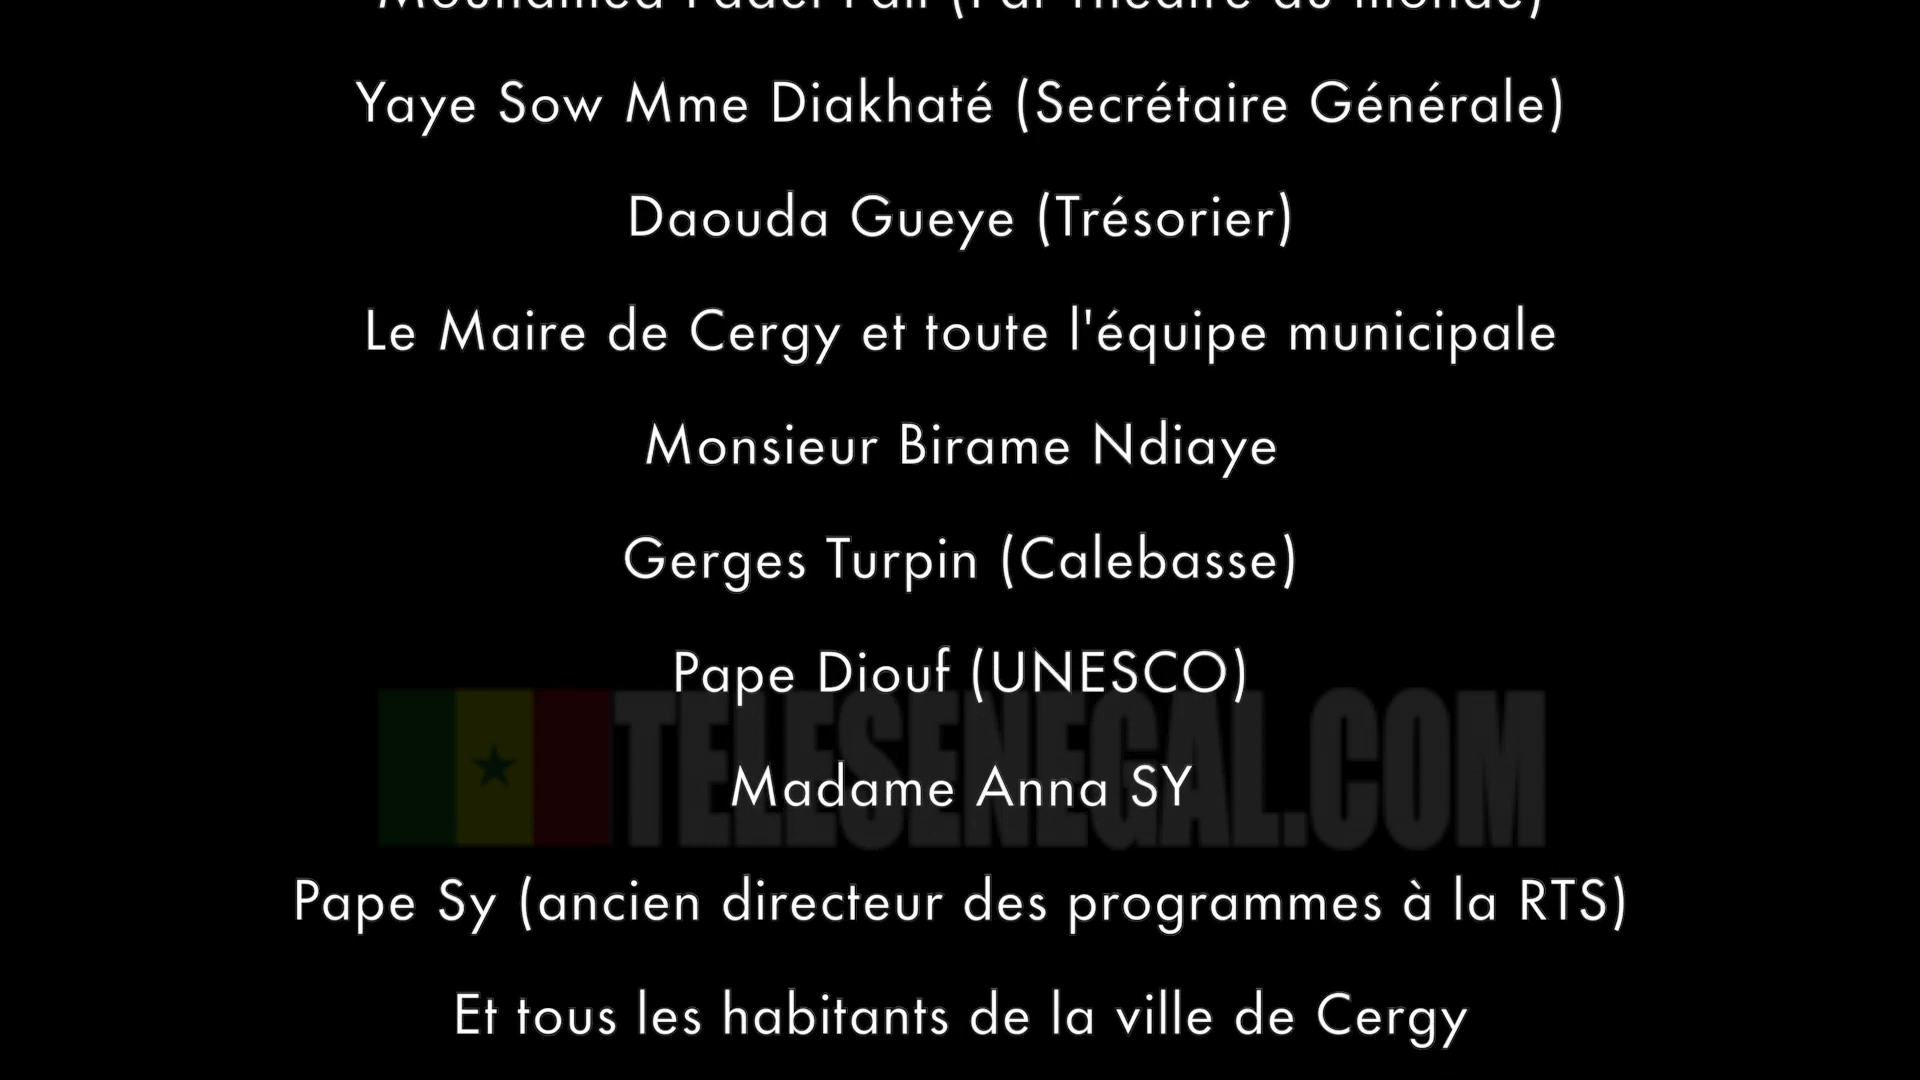 Yaye Sow Mme Diakhaté (Secrétaire Générale)
Daouda Gueye (Trésorier)
Le Maire de Cergy et toute l'équipe municipale
Monsieur Birame Ndiaye
Gerges Turpin (Calebasse)
Pape Diouf (UNESCO)
TELESENEGAL.COM
Madame Anna SY
Pape Sy (ancien directeur des programmes à la RTS)
Et tous les habitants de la ville de Cergy